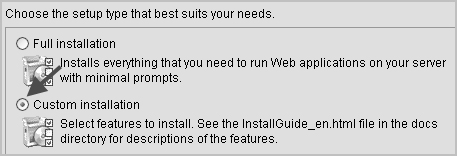 Choose the setup type that best suits your needs.
Full installation
Installs everything that you need to run Web applications on your server
with minimal prompts.
Custom installation
Select features to install. See the InstallGuide_en.html file in the docs
directory for descriptions of the features.